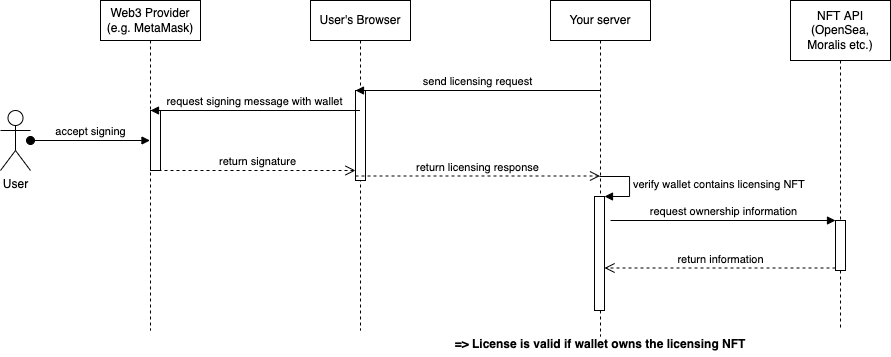 Web3 Provider
(e.g. MetaMask)
User's Browser
Your server
NFT API
(OpenSea,
Moralis etc.)
send licensing request
request signing message with wallet
accept signing
return signature
return licensing response
User
verify wallet contains licensing NFT
request ownership information
return information
=> License is valid if wallet owns the licensing NFT